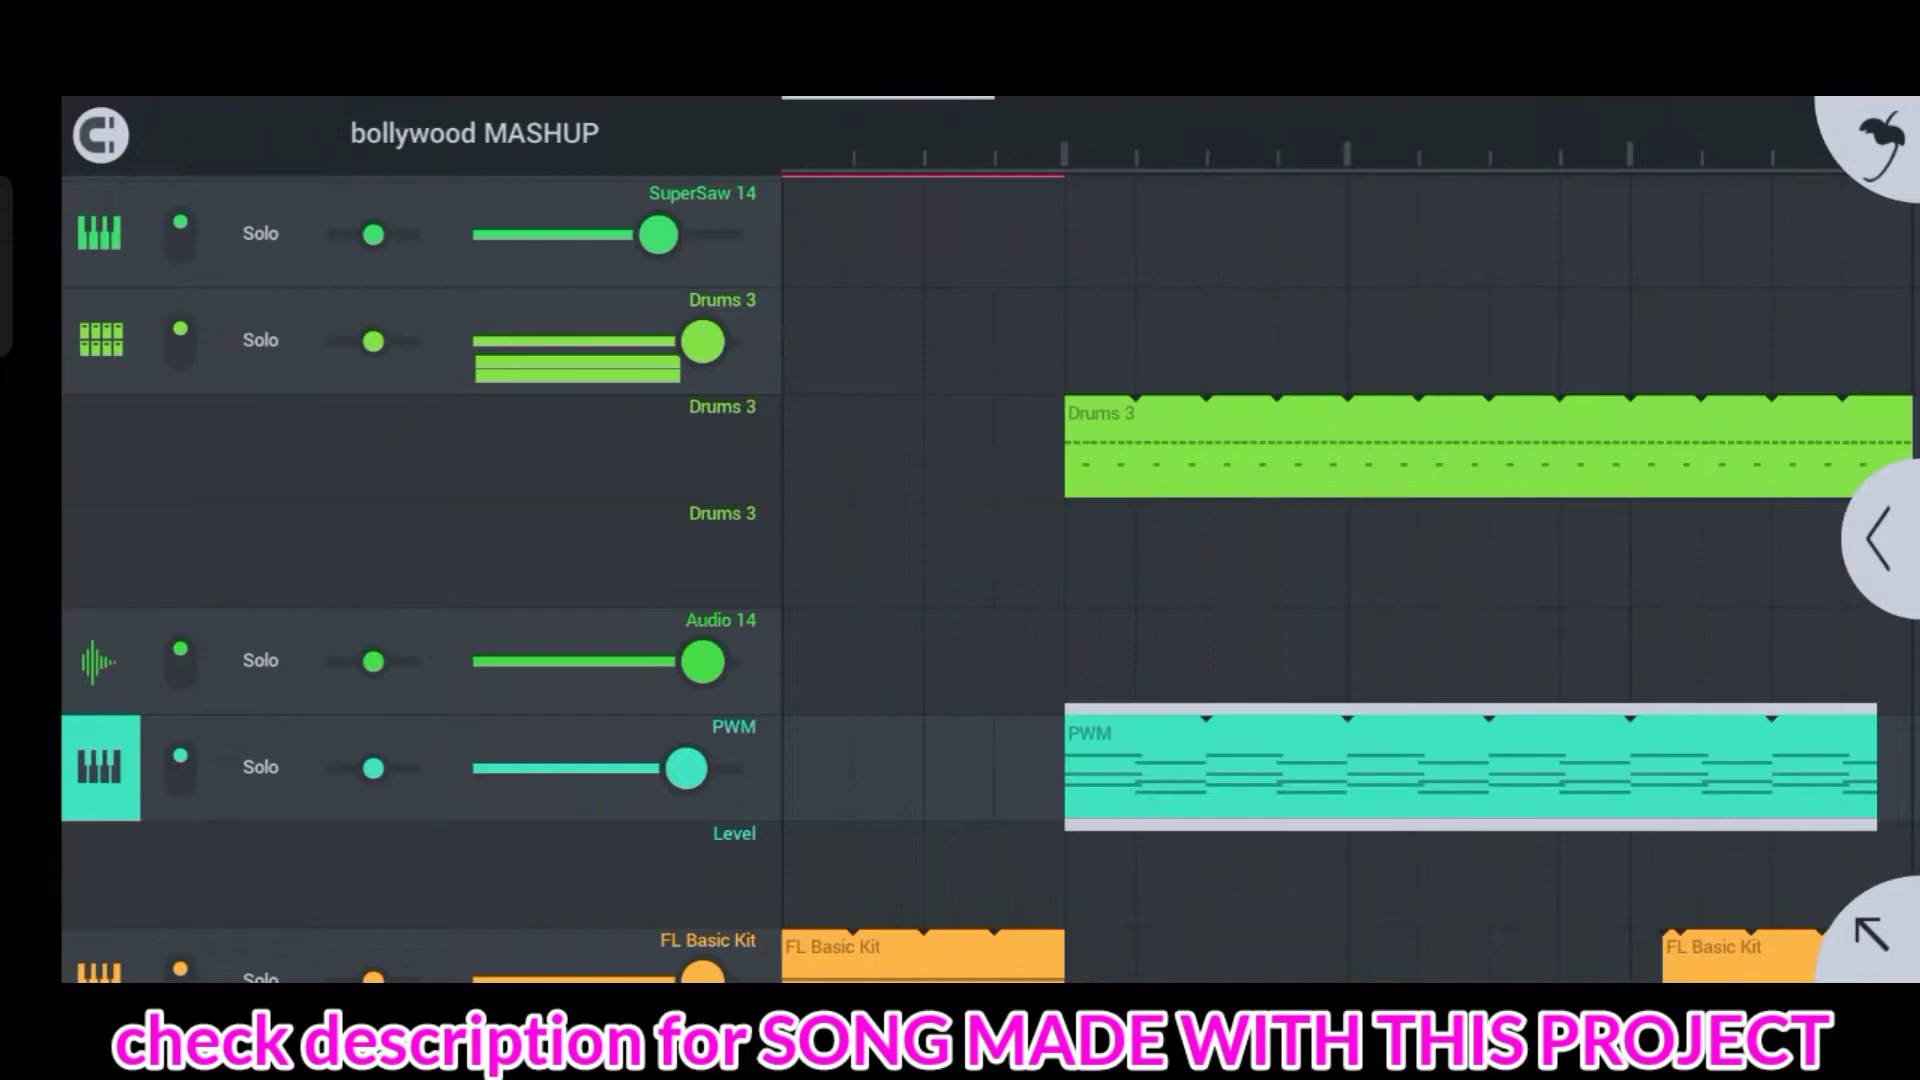 bollywood MASHUP
SuperSaw 14
Solo
Drums 3
Solo
Drums 3
Drums 3
Drums 3
Audio 14
Solo
PWM
Solo
PWM
Level
FL Basic Kit
Solo
FL Basic Kit
FL Basic Kit
check description for SONG MADE WITH THIS PROJECT